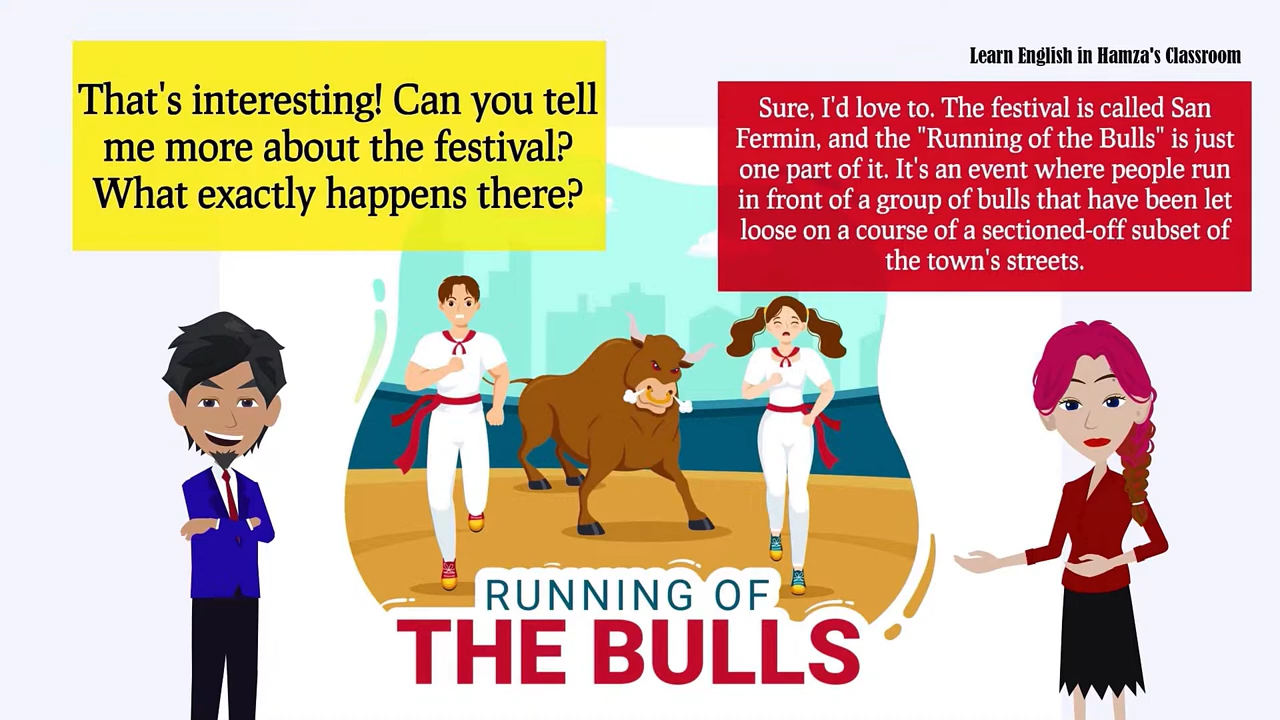 Learn English in Hamza's Classroom
That's interesting! Can you tell
me more about the festival?
What exactly happens there?
Sure, I'd love to. The festival is called San
Fermin, and the "Running of the Bulls" is just
one part of it. It's an event where people run
in front of a group of bulls that have been let
loose on a course of a sectioned-off subset of
the town's streets.
RUNNING OF
THE BULLS